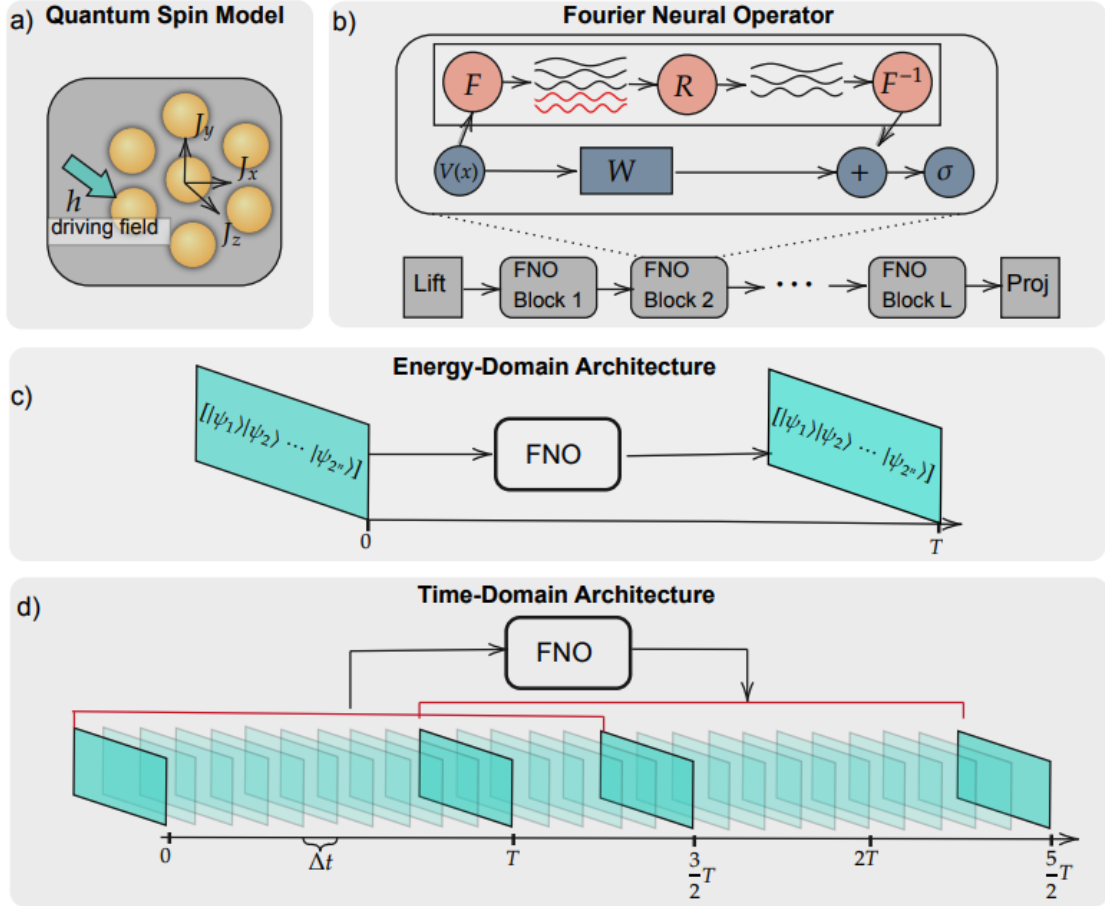 a)
Quantum Spin Model
J_y
J_x
h
driving field
J_z
b)
Fourier Neural Operator
F
R
F^{-1}
V(x)
W
+
σ
Lift
FNO
Block 1
FNO
Block 2
...
FNO
Block L
Proj
c)
Energy-Domain Architecture
[|ψ_1⟩|ψ_2⟩ ⋯ |ψ_{2^n}⟩]
FNO
[|ψ_1⟩|ψ_2⟩ ⋯ |ψ_{2^n}⟩]
0
T
d)
Time-Domain Architecture
FNO
0
Δt
T
3/2 T
2T
5/2 T